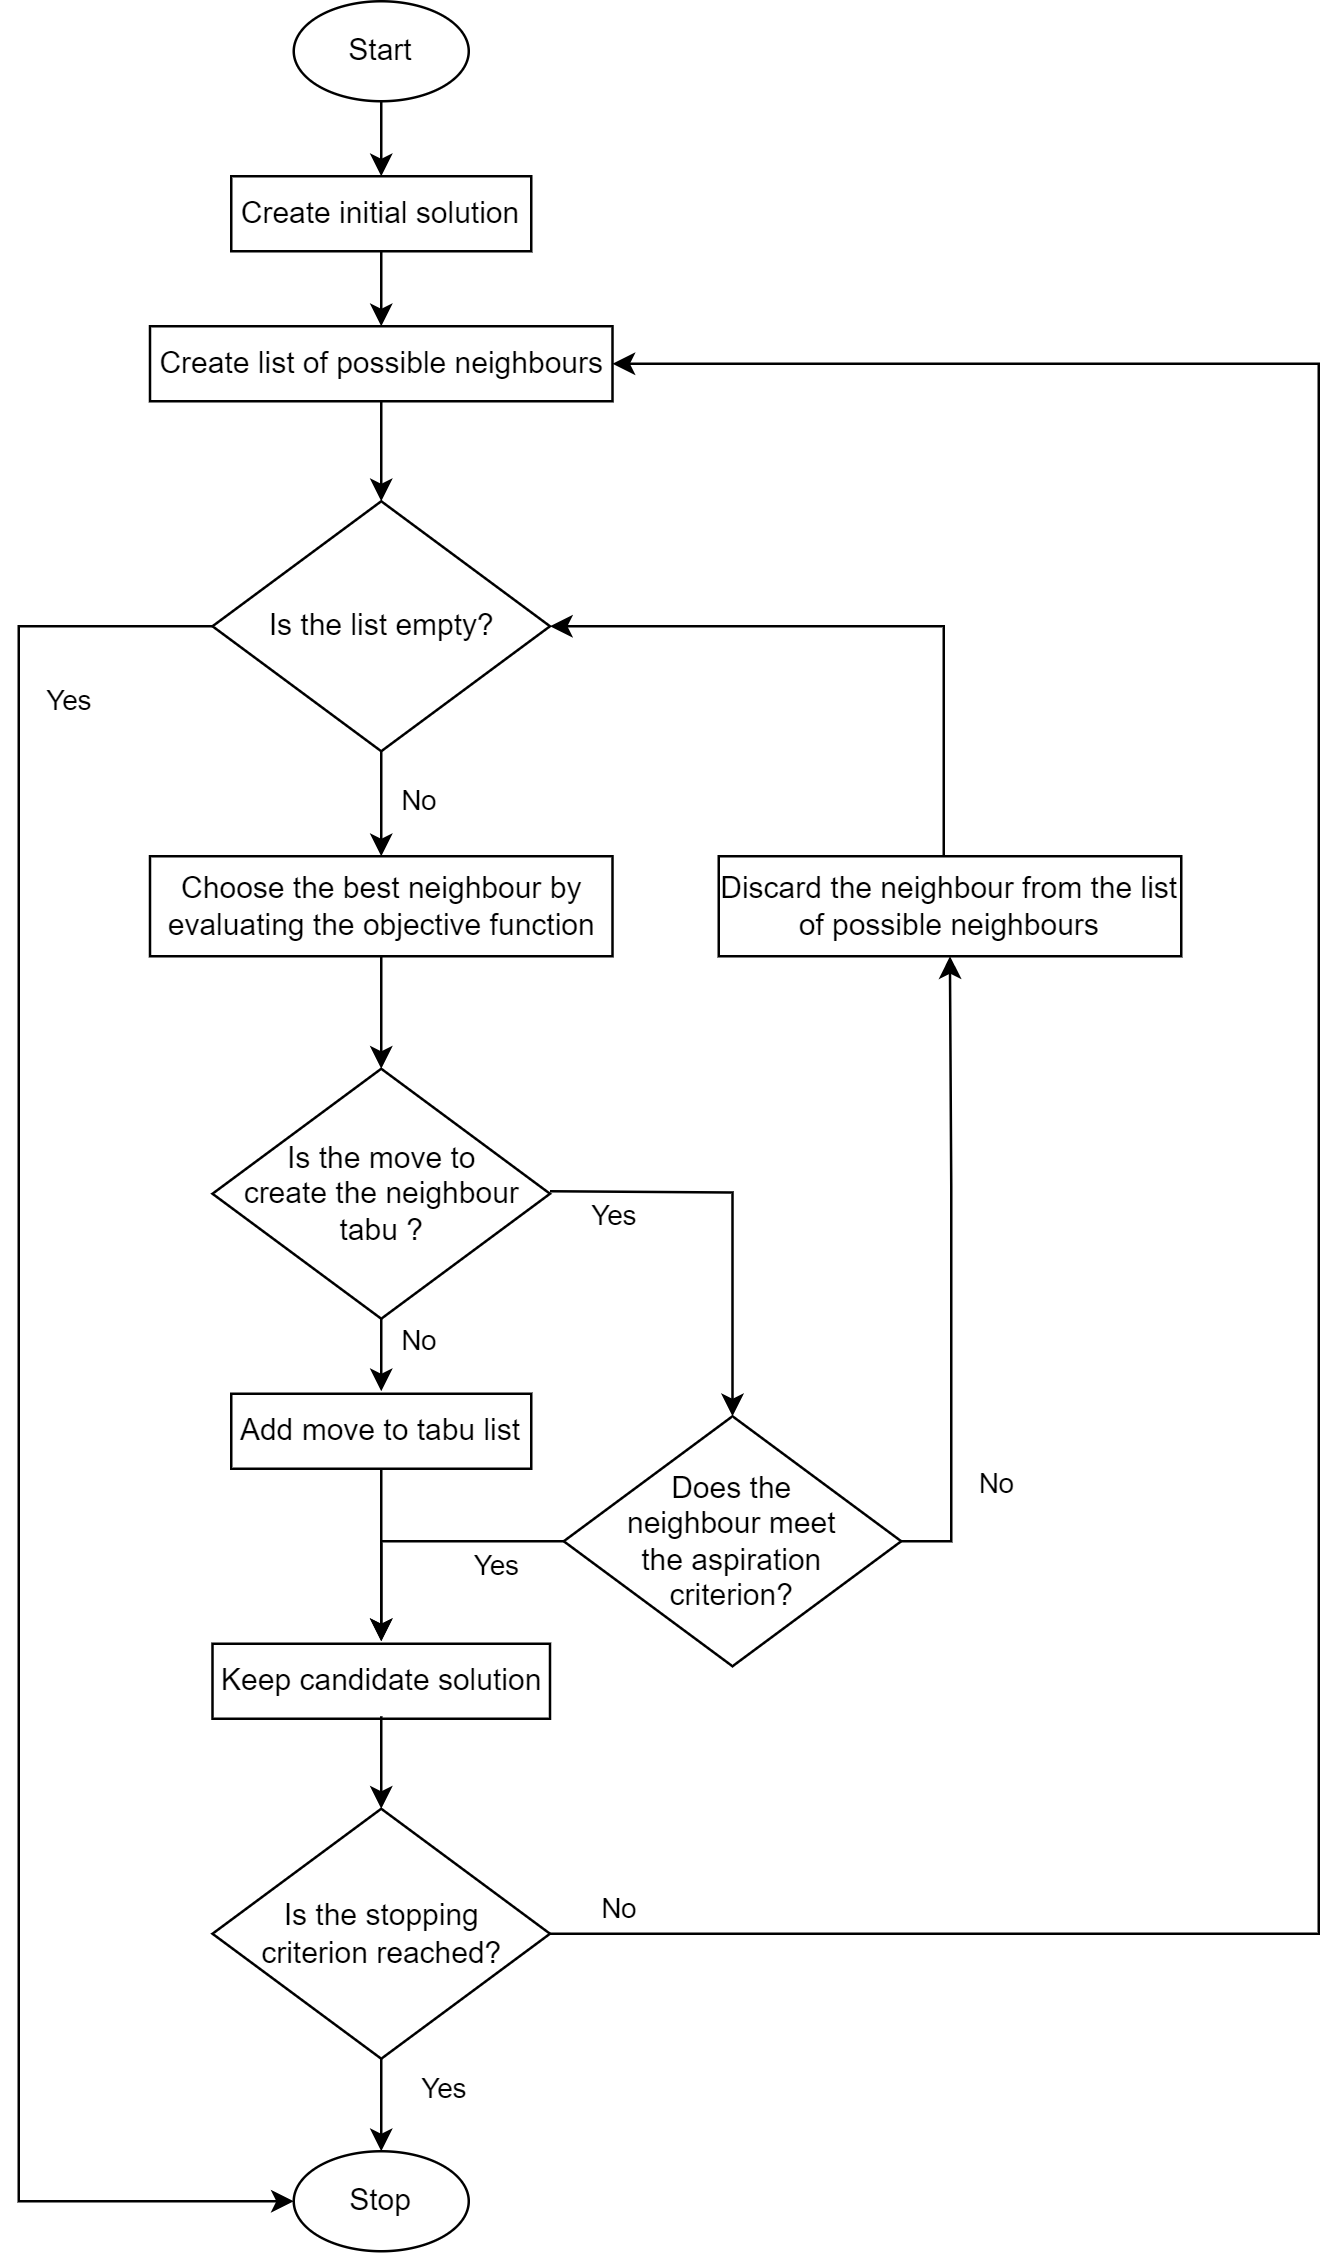 Start
Create initial solution
Create list of possible neighbours
Is the list empty?
Yes
No
Choose the best neighbour by
evaluating the objective function
Discard the neighbour from the list
of possible neighbours
Is the move to
create the neighbour
tabu ?
Yes
No
Add move to tabu list
Does the
neighbour meet
the aspiration
criterion?
No
Yes
Keep candidate solution
Is the stopping
criterion reached?
No
Yes
Stop